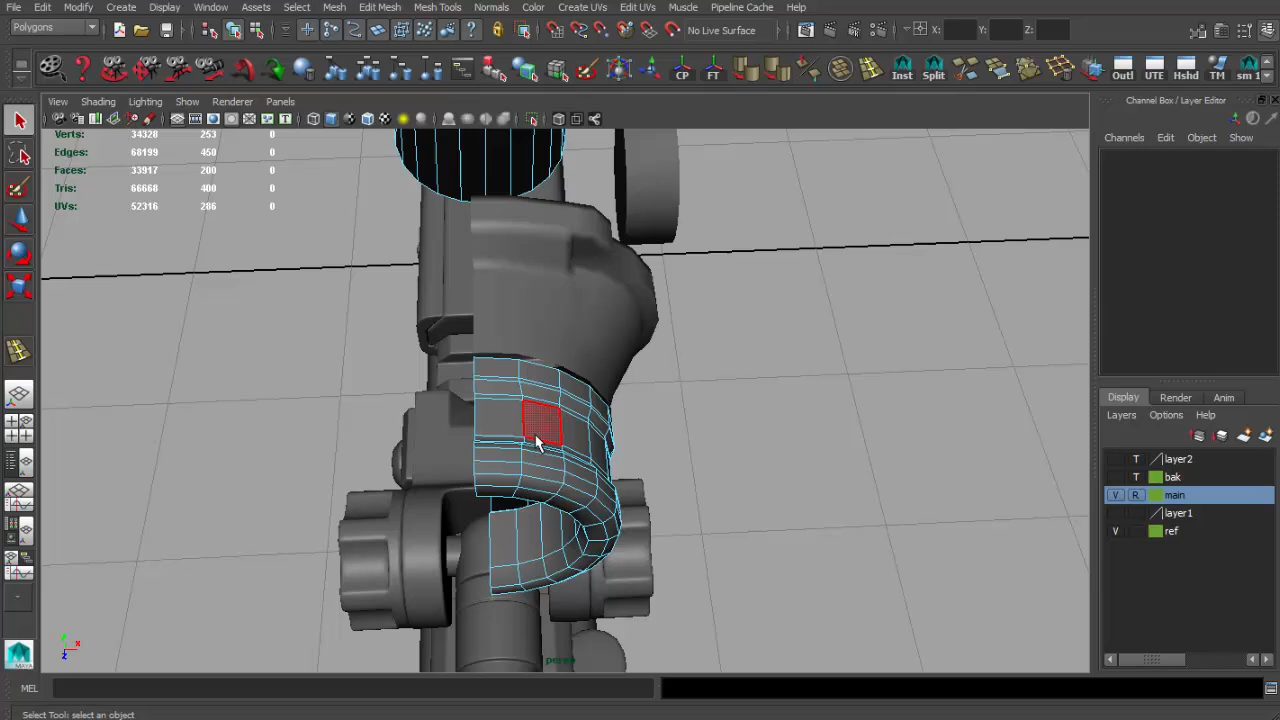 File Edit Modify Create Display Window Assets Select Mesh Edit Mesh Mesh Tools Normals Color Create UVs Edit UVs Muscle Pipeline Cache Help
Polygons No Live Surface X: Y: Z:
CP FT Inst Split Outl UTE Hshd TM sm 1
View Shading Lighting Show Renderer Panels
Channel Box / Layer Editor
Channels Edit Object Show
Verts: 34328 253 0
Edges: 68199 450 0
Faces: 33917 200 0
Tris: 66668 400 0
UVs: 52316 286 0
Display Render Anim
Layers Options Help
T layer2
T bak
V R main
layer1
V ref
persp
MEL
Select Tool: select an object